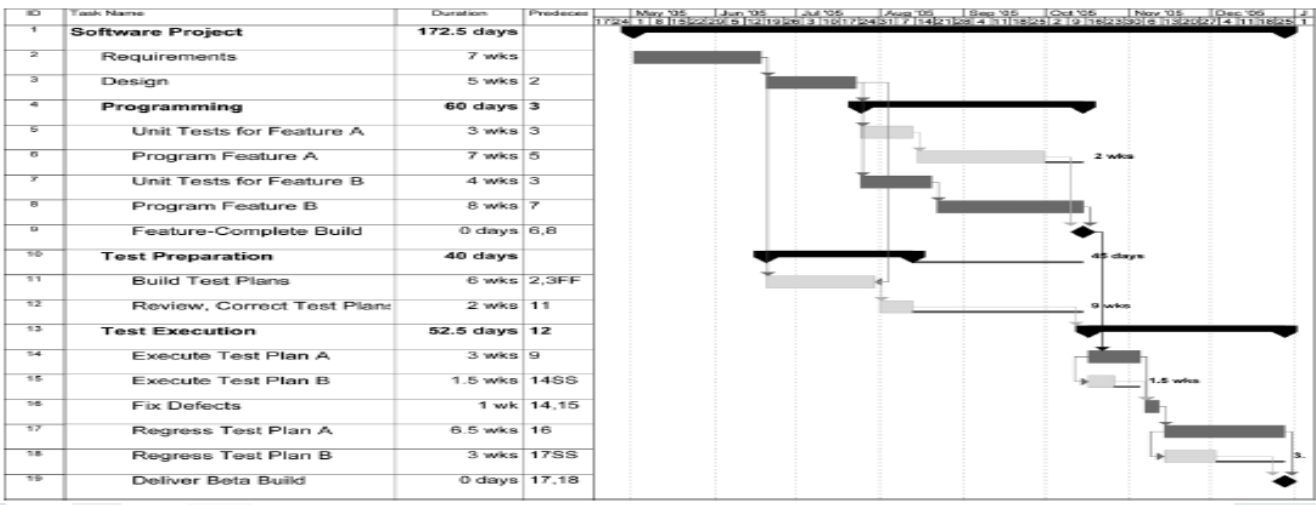 ID Task Name Duration Predeces May '05 Jun '05 Jul '05 Aug '05 Sep '05 Oct '05 Nov '05 Dec '05 J
1 Software Project 172.5 days
2 Requirements 7 wks
3 Design 5 wks 2
4 Programming 60 days 3
5 Unit Tests for Feature A 3 wks 3
6 Program Feature A 7 wks 5 2 wks
7 Unit Tests for Feature B 4 wks 3
8 Program Feature B 8 wks 7
9 Feature-Complete Build 0 days 6,8
10 Test Preparation 40 days 45 days
11 Build Test Plans 6 wks 2,3FF
12 Review, Correct Test Plans 2 wks 11 9 wks
13 Test Execution 52.5 days 12
14 Execute Test Plan A 3 wks 9
15 Execute Test Plan B 1.5 wks 14SS 1.5 wks
16 Fix Defects 1 wk 14,15
17 Regress Test Plan A 6.5 wks 16
18 Regress Test Plan B 3 wks 17SS 3.
19 Deliver Beta Build 0 days 17,18